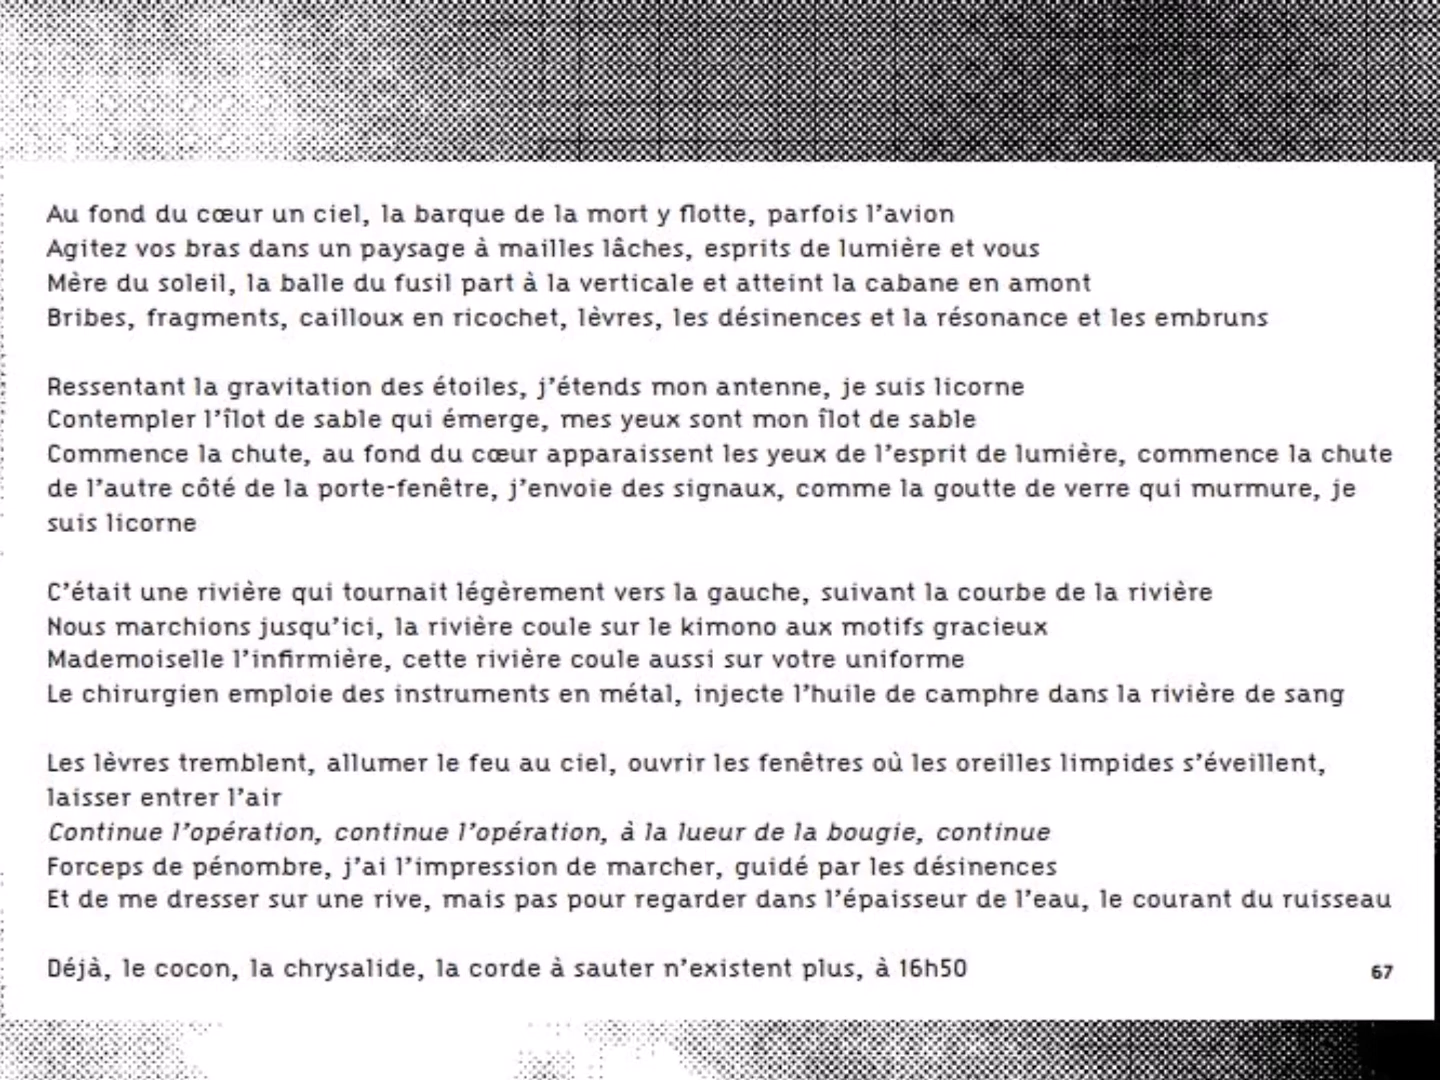 Au fond du cœur un ciel, la barque de la mort y flotte, parfois l’avion
Agitez vos bras dans un paysage à mailles lâches, esprits de lumière et vous
Mère du soleil, la balle du fusil part à la verticale et atteint la cabane en amont
Bribes, fragments, cailloux en ricochet, lèvres, les désinences et la résonance et les embruns
Ressentant la gravitation des étoiles, j’étends mon antenne, je suis licorne
Contempler l’îlot de sable qui émerge, mes yeux sont mon îlot de sable
Commence la chute, au fond du cœur apparaissent les yeux de l’esprit de lumière, commence la chute
de l’autre côté de la porte-fenêtre, j’envoie des signaux, comme la goutte de verre qui murmure, je
suis licorne
C’était une rivière qui tournait légèrement vers la gauche, suivant la courbe de la rivière
Nous marchions jusqu’ici, la rivière coule sur le kimono aux motifs gracieux
Mademoiselle l’infirmière, cette rivière coule aussi sur votre uniforme
Le chirurgien emploie des instruments en métal, injecte l’huile de camphre dans la rivière de sang
Les lèvres tremblent, allumer le feu au ciel, ouvrir les fenêtres où les oreilles limpides s’éveillent,
laisser entrer l’air
Continue l’opération, continue l’opération, à la lueur de la bougie, continue
Forceps de pénombre, j’ai l’impression de marcher, guidé par les désinences
Et de me dresser sur une rive, mais pas pour regarder dans l’épaisseur de l’eau, le courant du ruisseau
Déjà, le cocon, la chrysalide, la corde à sauter n’existent plus, à 16h50
67